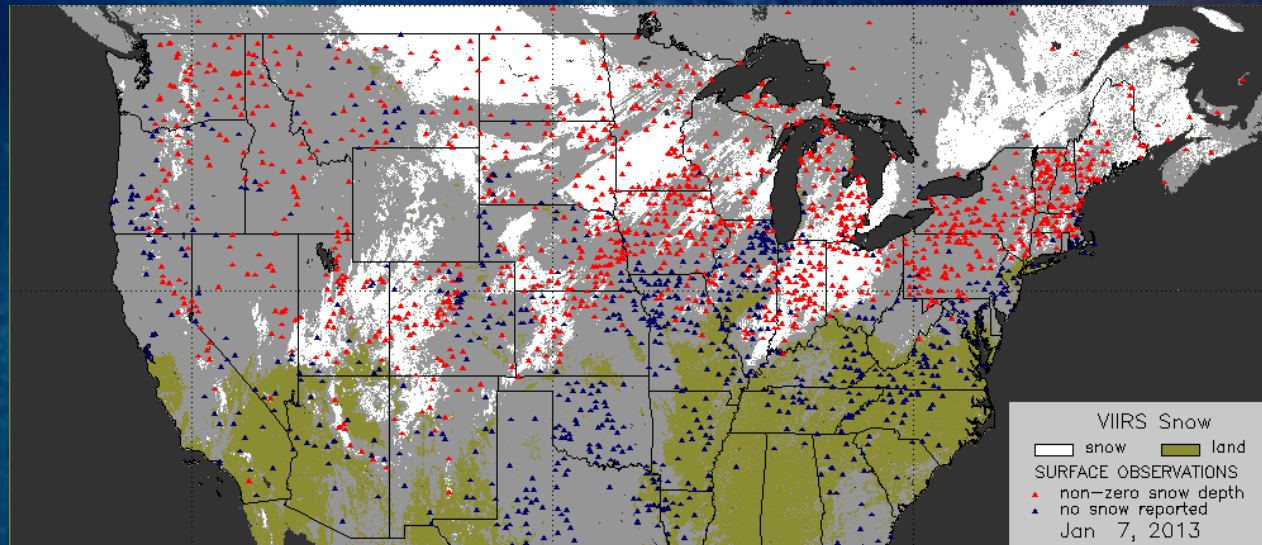 VIIRS Snow
snow land
SURFACE OBSERVATIONS
non-zero snow depth
no snow reported
Jan 7, 2013